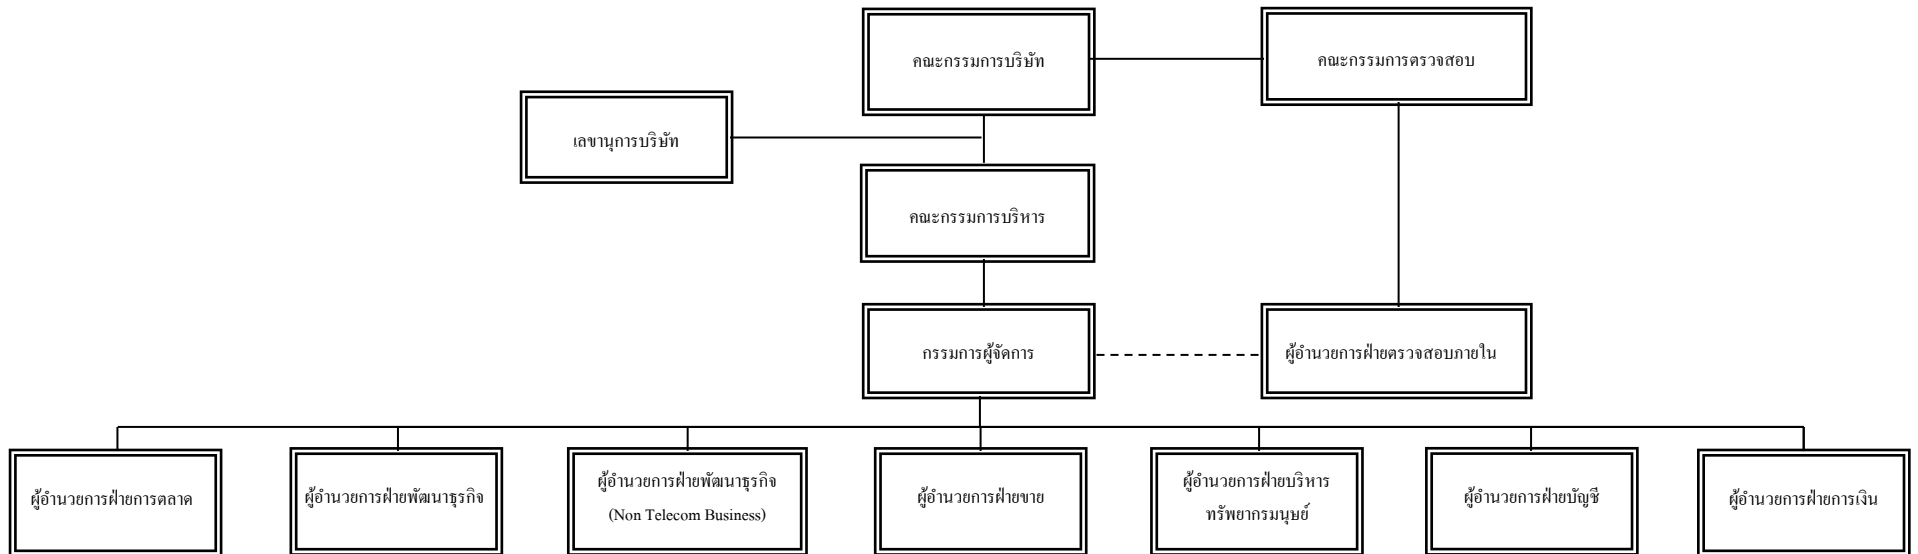 คณะกรรมการบริษัท
คณะกรรมการตรวจสอบ
เลขานุการบริษัท
คณะกรรมการบริหาร
กรรมการผู้จัดการ
ผู้อำนวยการฝ่ายตรวจสอบภายใน
ผู้อำนวยการฝ่ายการตลาด
ผู้อำนวยการฝ่ายพัฒนาธุรกิจ
ผู้อำนวยการฝ่ายพัฒนาธุรกิจ
(Non Telecom Business)
ผู้อำนวยการฝ่ายขาย
ผู้อำนวยการฝ่ายบริหาร
ทรัพยากรมนุษย์
ผู้อำนวยการฝ่ายบัญชี
ผู้อำนวยการฝ่ายการเงิน